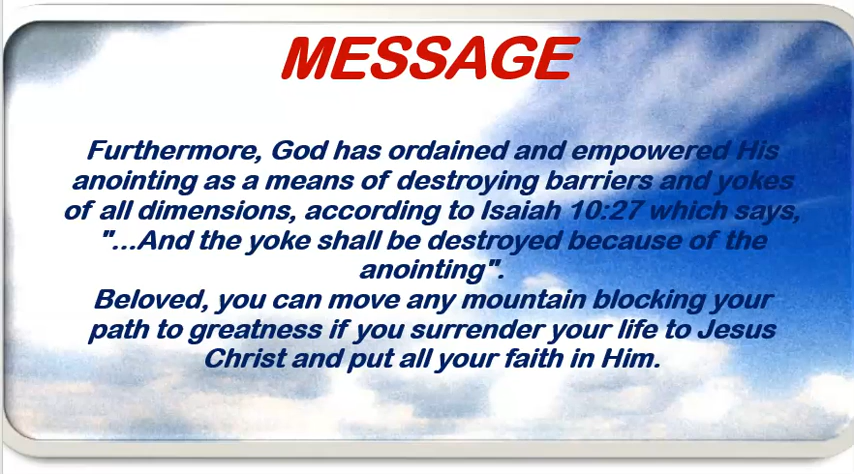 MESSAGE
Furthermore, God has ordained and empowered His
anointing as a means of destroying barriers and yokes
of all dimensions, according to Isaiah 10:27 which says,
"...And the yoke shall be destroyed because of the
anointing".
Beloved, you can move any mountain blocking your
path to greatness if you surrender your life to Jesus
Christ and put all your faith in Him.